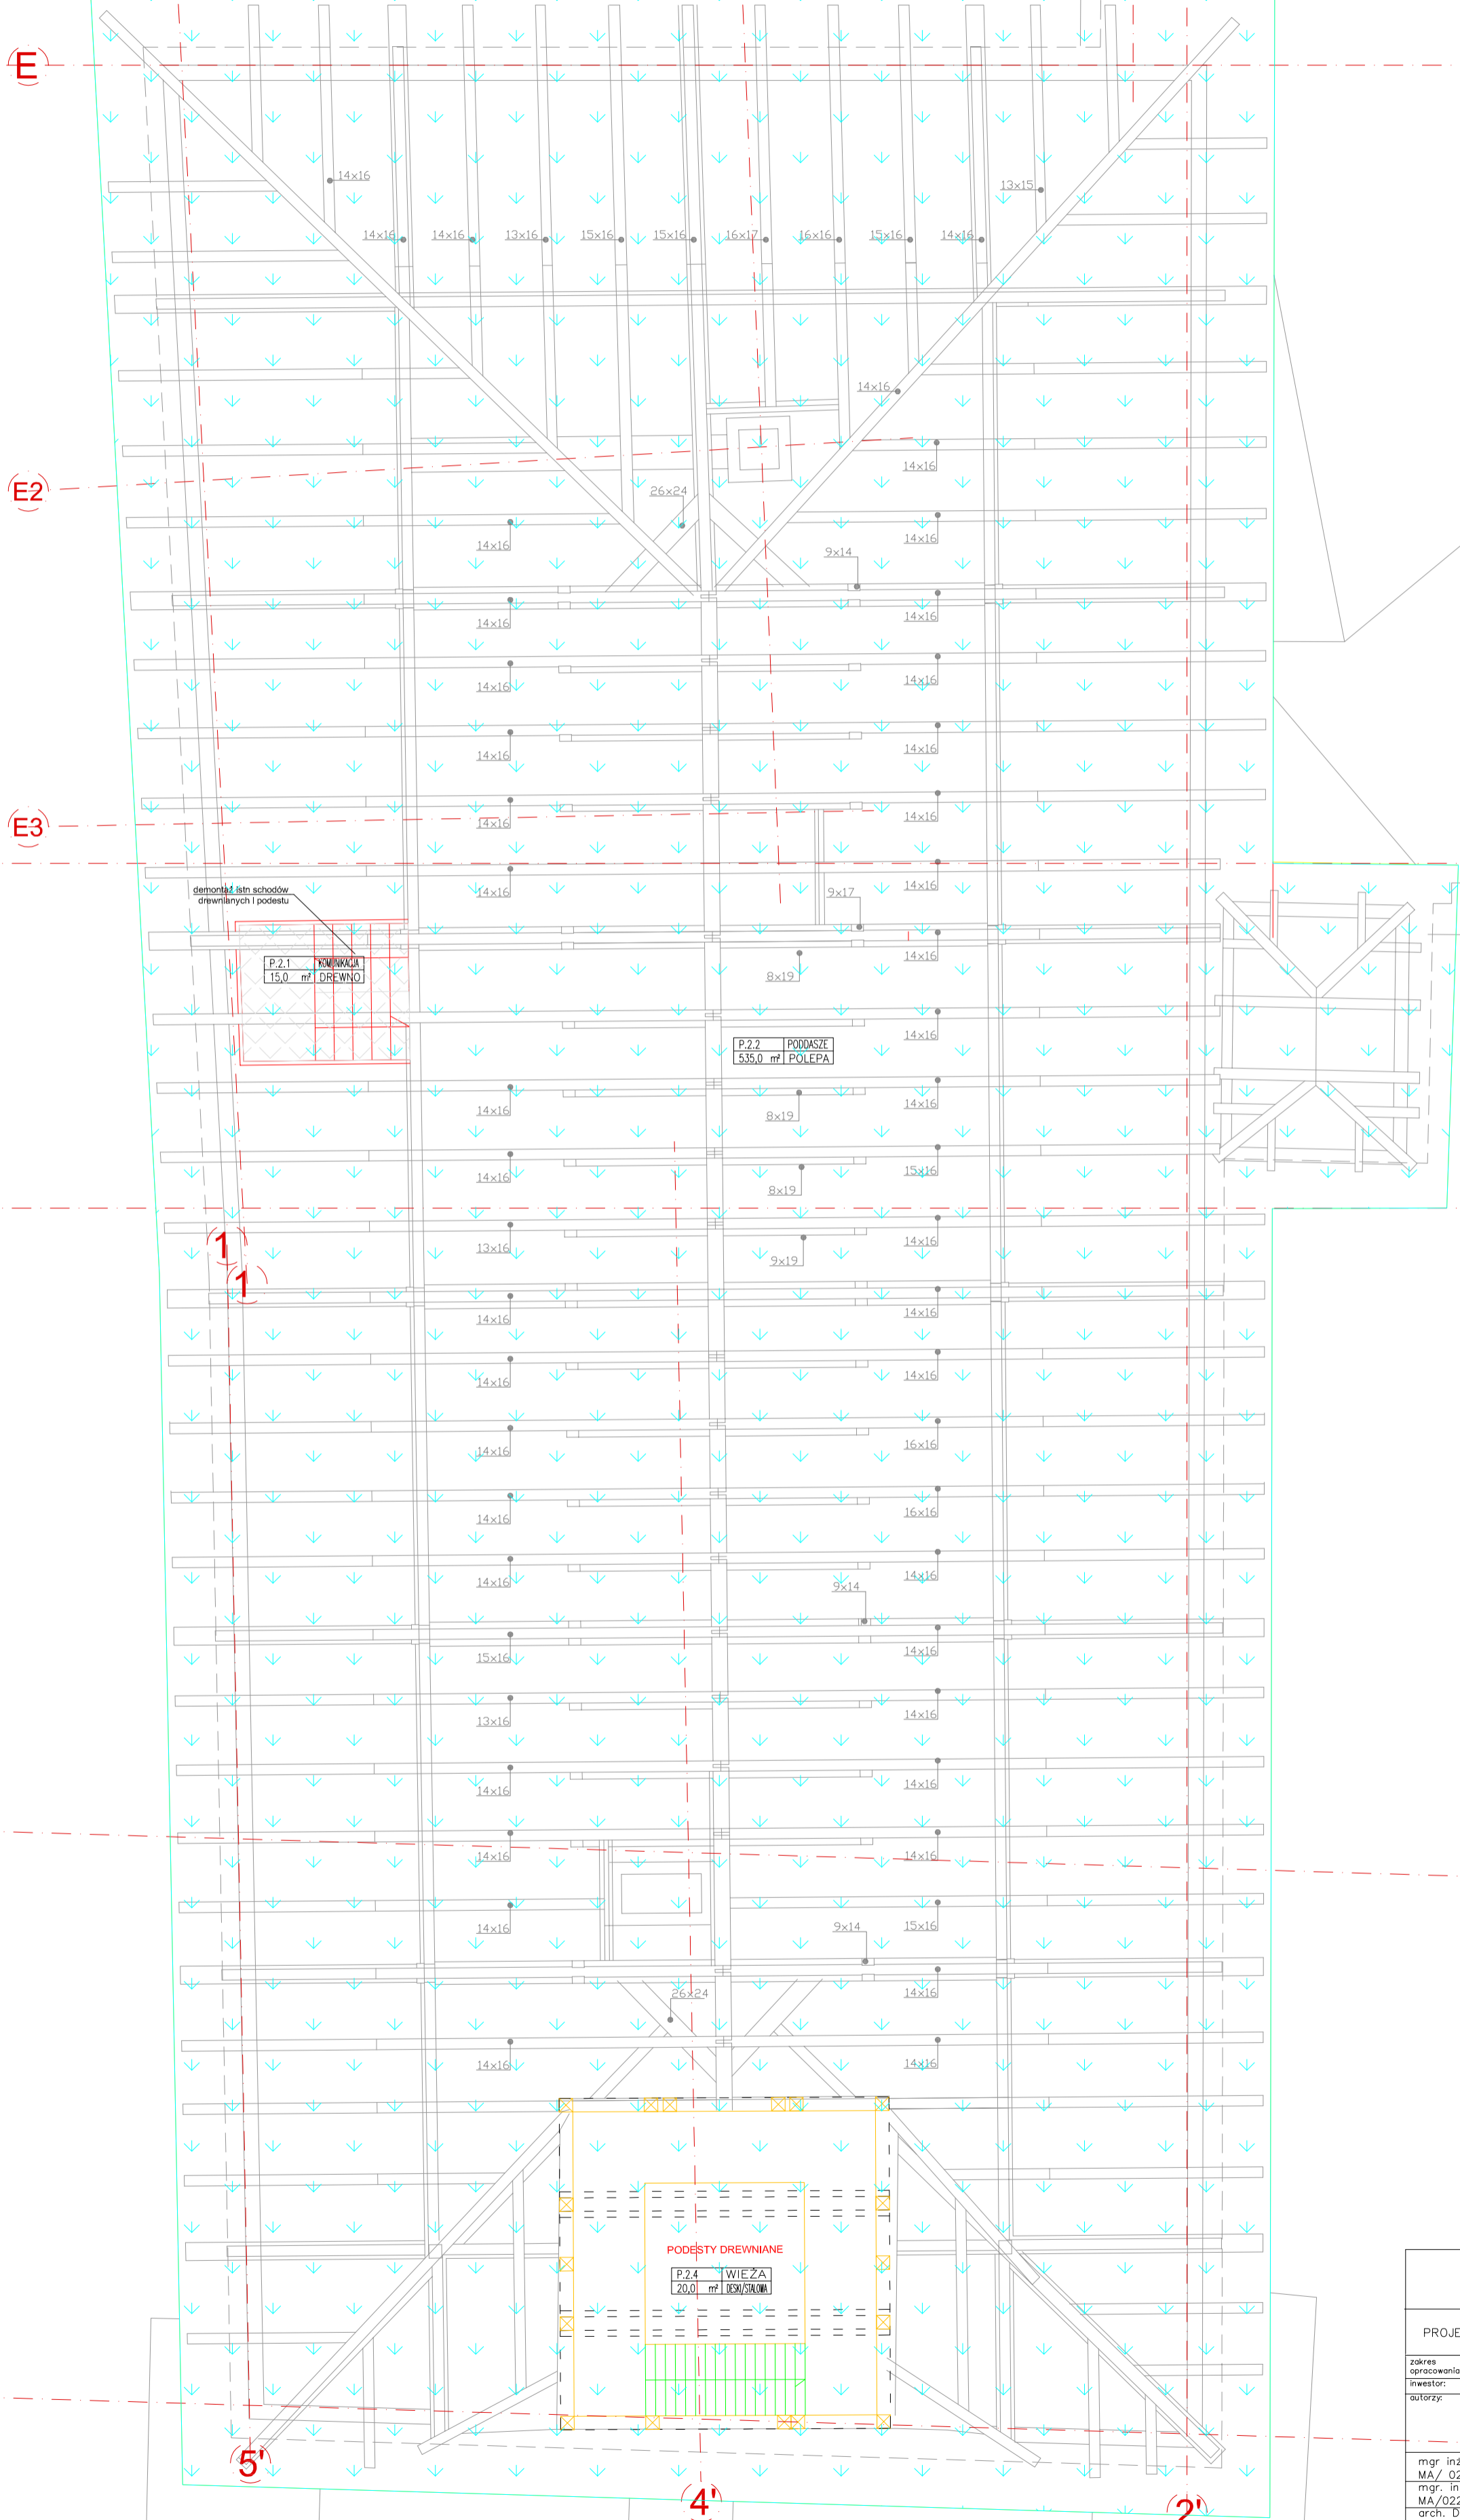 E
14x16
13x15
14x16
14x16
13x16
15x16
15x16
16x17
16x16
15x16
14x16
14x16
14x16
E2
26x24
14x16
14x16
9x14
14x16
14x16
14x16
14x16
14x16
14x16
14x16
14x16
E3
14x16
14x16
demontaż istn schodów
drewnianych i podestu
9x17
14x16
P.2.1 KOMUNIKACJA
15,0 m² DREWNO
8x19
14x16
P.2.2 PODDASZE
535,0 m² POLEPA
14x16
14x16
8x19
14x16
15x16
8x19
1
13x16
14x16
9x19
1
14x16
14x16
14x16
14x16
14x16
16x16
14x16
16x16
14x16
14x16
9x14
15x16
14x16
13x16
14x16
14x16
14x16
14x16
14x16
14x16
15x16
9x14
14x16
26x24
14x16
14x16
PODESTY DREWNIANE
P.2.4 WIEŻA
20,0 m² DESKI/STALOWA
PROJE
zakres
opracowania
inwestor:
autorzy:
5'
4'
2'
mgr inż
MA/ 02
mgr. in
MA/022
arch. D